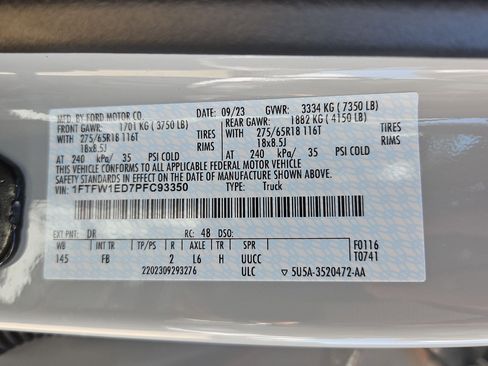 MFD. BY FORD MOTOR CO. DATE: 09/23 GVWR: 3334 KG ( 7350 LB)
FRONT GAWR: 1701 KG ( 3750 LB) REAR GAWR: 1882 KG ( 4150 LB)
275/65R18 116T TIRES 275/65R18 116T TIRES
18x8.5J RIMS 18x8.5J RIMS
AT 240 kPa/ 35 PSI COLD AT 240 kPa/ 35 PSI COLD
THIS VEHICLE CONFORMS TO ALL APPLICABLE FEDERAL MOTOR VEHICLE
SAFETY STANDARDS IN EFFECT ON THE DATE OF MANUFACTURE SHOWN ABOVE.
VIN: 1FTFW1ED7PFC93350 TYPE: Truck
EXT PNT: DR RC: 48 DSO:
WB INT TR TP/PS R AXLE TR SPR F0116
145 FB 2 L6 H UUCC T0741
2202309293276 ULC 5U5A-3520472-AA